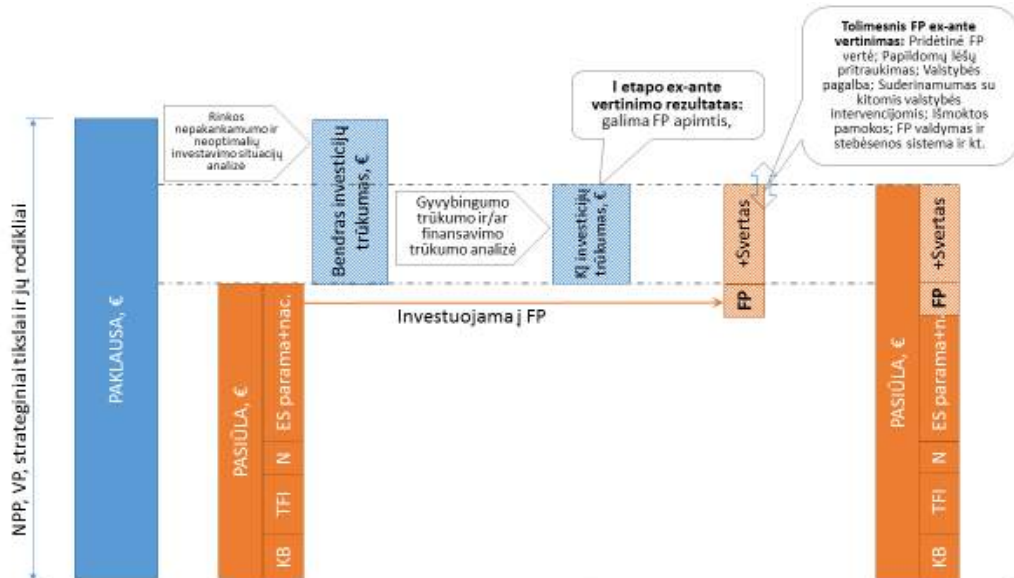 NPP, VP, strateginiai tikslai ir jų rodikliai
PAKLAUSA, €
Rinkos
nepakankamumo ir
neoptimalių
investavimo situacijų
analizė
PASIŪLA, €
ES parama+nac.
N
TFI
KB
Bendras investicijų
trūkumas, €
Gyvybingumo
trūkumo ir/ar
finansavimo
trūkumo analizė
Investuojama į FP
KĮ investicijų
trūkumas, €
I etapo ex-ante
vertinimo rezultatas:
galima FP apimtis,
+Svertas
FP
Tolimesnis FP ex-ante
vertinimas: Pridėtinė FP
vertė; Papildomų lėšų
pritraukimas; Valstybės
pagalba; Suderinamumas su
kitomis valstybės
Intervencijomis; Išmoktos
pamokos; FP valdymas ir
stebėsenos sistema ir kt.
PASIŪLA, €
+Svertas
FP
ES parama+n.
N
TFI
KB